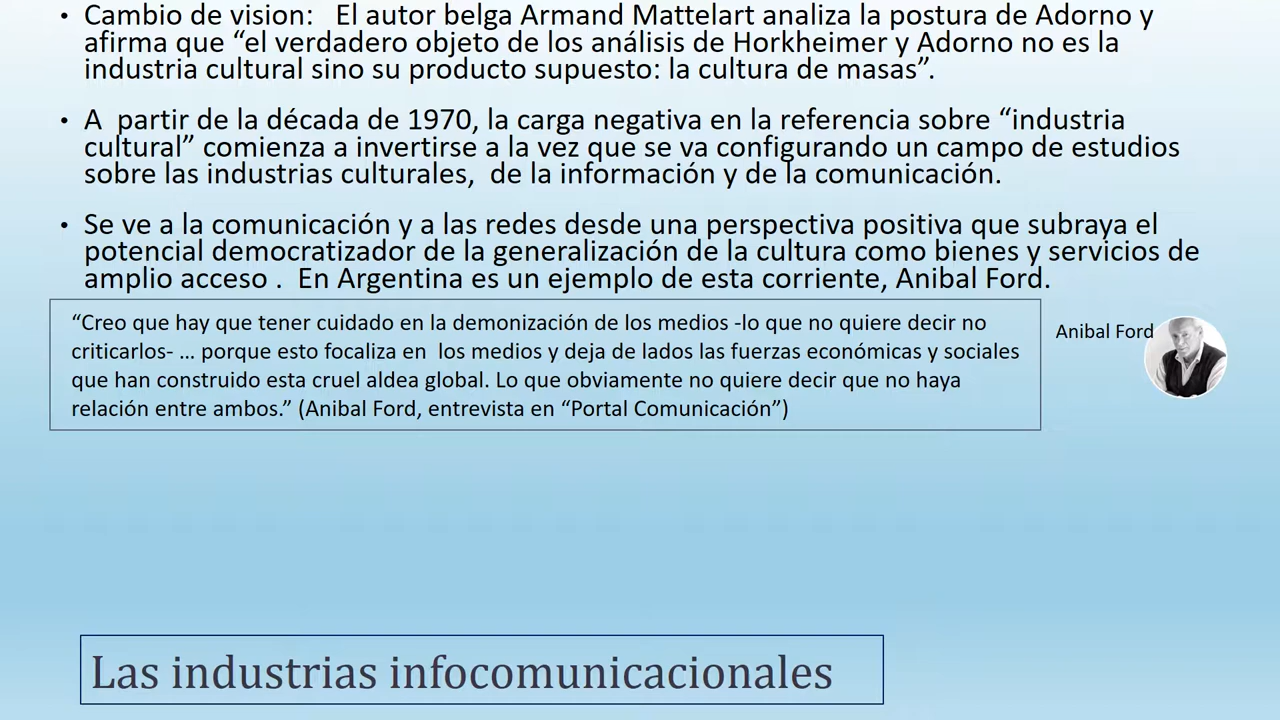 • Cambio de vision:   El autor belga Armand Mattelart analiza la postura de Adorno y
afirma que “el verdadero objeto de los análisis de Horkheimer y Adorno no es la
industria cultural sino su producto supuesto: la cultura de masas”.
• A  partir de la década de 1970, la carga negativa en la referencia sobre “industria
cultural” comienza a invertirse a la vez que se va configurando un campo de estudios
sobre las industrias culturales,  de la información y de la comunicación.
• Se ve a la comunicación y a las redes desde una perspectiva positiva que subraya el
potencial democratizador de la generalización de la cultura como bienes y servicios de
amplio acceso .  En Argentina es un ejemplo de esta corriente, Anibal Ford.
“Creo que hay que tener cuidado en la demonización de los medios -lo que no quiere decir no
criticarlos- … porque esto focaliza en  los medios y deja de lados las fuerzas económicas y sociales
que han construido esta cruel aldea global. Lo que obviamente no quiere decir que no haya
relación entre ambos.” (Anibal Ford, entrevista en “Portal Comunicación”)
Anibal Ford
Las industrias infocomunicacionales